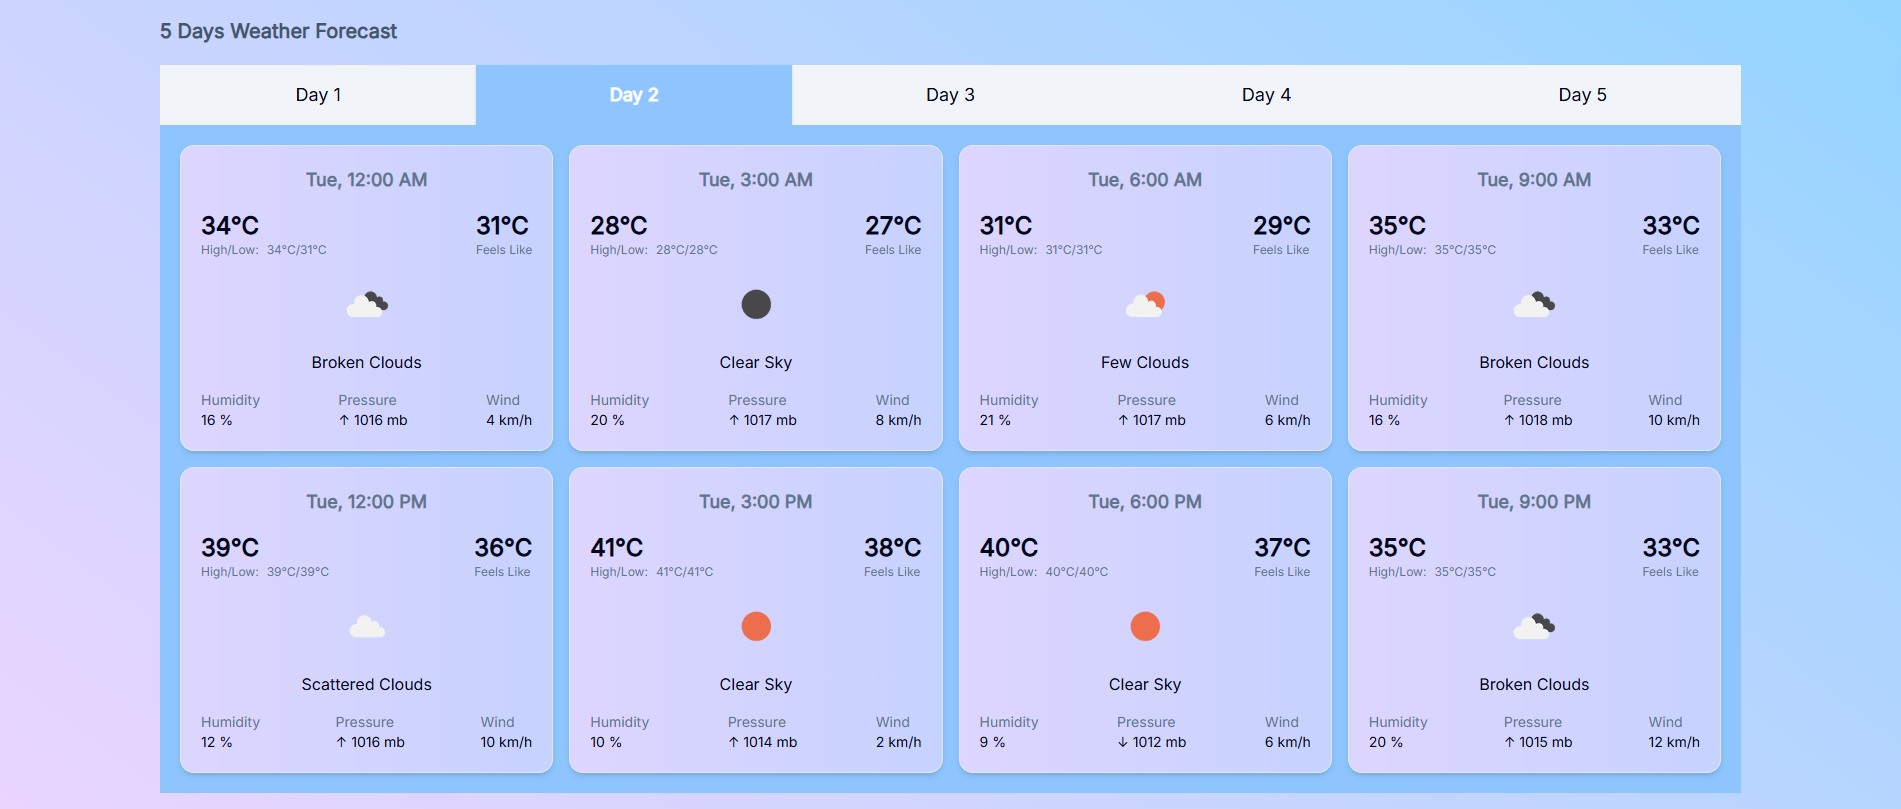 5 Days Weather Forecast
Day 1 Day 2 Day 3 Day 4 Day 5
Tue, 12:00 AM
34°C 31°C
High/Low: 34°C/31°C Feels Like
Broken Clouds
Humidity Pressure Wind
16 % ↑ 1016 mb 4 km/h
Tue, 3:00 AM
28°C 27°C
High/Low: 28°C/28°C Feels Like
Clear Sky
Humidity Pressure Wind
20 % ↑ 1017 mb 8 km/h
Tue, 6:00 AM
31°C 29°C
High/Low: 31°C/31°C Feels Like
Few Clouds
Humidity Pressure Wind
21 % ↑ 1017 mb 6 km/h
Tue, 9:00 AM
35°C 33°C
High/Low: 35°C/35°C Feels Like
Broken Clouds
Humidity Pressure Wind
16 % ↑ 1018 mb 10 km/h
Tue, 12:00 PM
39°C 36°C
High/Low: 39°C/39°C Feels Like
Scattered Clouds
Humidity Pressure Wind
12 % ↑ 1016 mb 10 km/h
Tue, 3:00 PM
41°C 38°C
High/Low: 41°C/41°C Feels Like
Clear Sky
Humidity Pressure Wind
10 % ↑ 1014 mb 2 km/h
Tue, 6:00 PM
40°C 37°C
High/Low: 40°C/40°C Feels Like
Clear Sky
Humidity Pressure Wind
9 % ↓ 1012 mb 6 km/h
Tue, 9:00 PM
35°C 33°C
High/Low: 35°C/35°C Feels Like
Broken Clouds
Humidity Pressure Wind
20 % ↑ 1015 mb 12 km/h